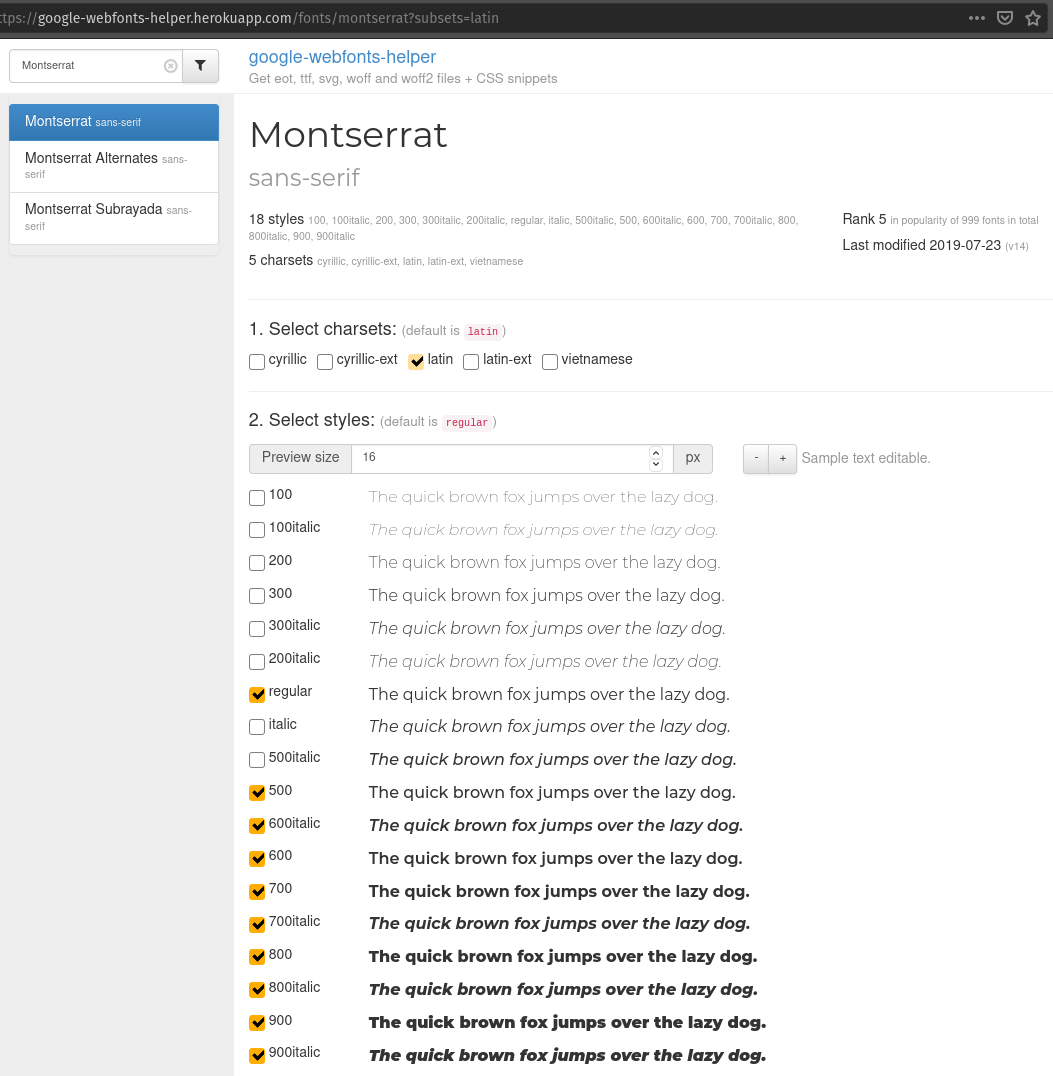 ttps://google-webfonts-helper.herokuapp.com/fonts/montserrat?subsets=latin
Montserrat
google-webfonts-helper
Get eot, ttf, svg, woff and woff2 files + CSS snippets
Montserrat sans-serif
Montserrat Alternates sans-
serif
Montserrat Subrayada sans-
serif
Montserrat
sans-serif
18 styles 100, 100italic, 200, 300, 300italic, 200italic, regular, italic, 500italic, 500, 600italic, 600, 700, 700italic, 800,
800italic, 900, 900italic
5 charsets cyrillic, cyrillic-ext, latin, latin-ext, vietnamese
Rank 5 in popularity of 999 fonts in total
Last modified 2019-07-23 (v14)
1. Select charsets: (default is latin)
cyrillic cyrillic-ext latin latin-ext vietnamese
2. Select styles: (default is regular)
Preview size 16 px - + Sample text editable.
100 The quick brown fox jumps over the lazy dog.
100italic The quick brown fox jumps over the lazy dog.
200 The quick brown fox jumps over the lazy dog.
300 The quick brown fox jumps over the lazy dog.
300italic The quick brown fox jumps over the lazy dog.
200italic The quick brown fox jumps over the lazy dog.
regular The quick brown fox jumps over the lazy dog.
italic The quick brown fox jumps over the lazy dog.
500italic The quick brown fox jumps over the lazy dog.
500 The quick brown fox jumps over the lazy dog.
600italic The quick brown fox jumps over the lazy dog.
600 The quick brown fox jumps over the lazy dog.
700 The quick brown fox jumps over the lazy dog.
700italic The quick brown fox jumps over the lazy dog.
800 The quick brown fox jumps over the lazy dog.
800italic The quick brown fox jumps over the lazy dog.
900 The quick brown fox jumps over the lazy dog.
900italic The quick brown fox jumps over the lazy dog.